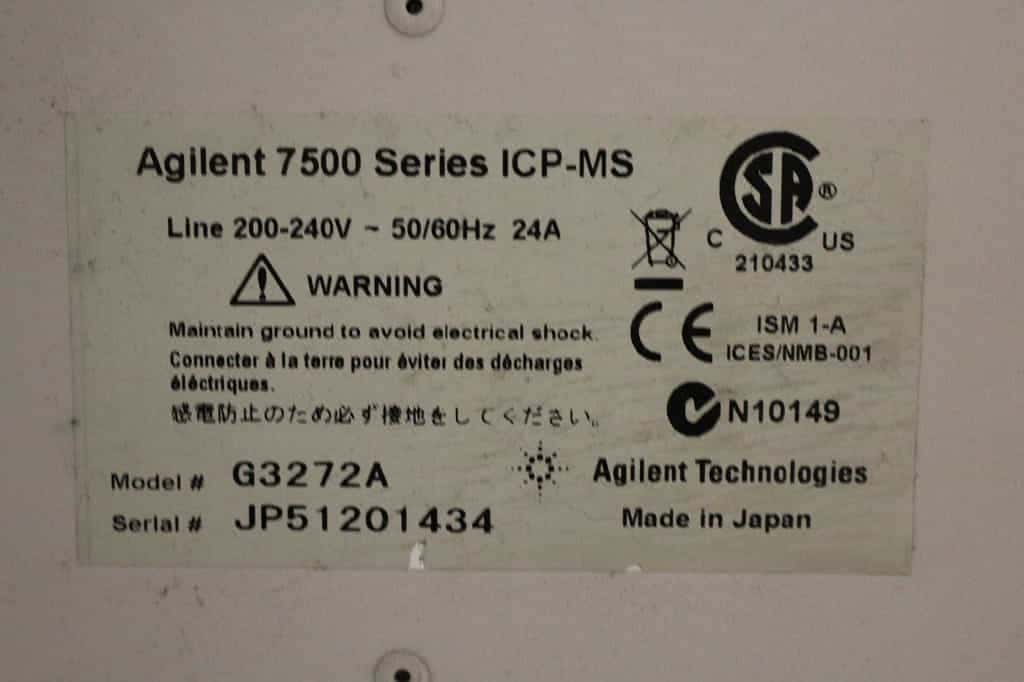 Agilent 7500 Series ICP-MS
Line 200-240V ~ 50/60Hz 24A
WARNING
Maintain ground to avoid electrical shock.
Connecter à la terre pour éviter des décharges
électriques.
感電防止のため必ず接地をしてください。
Model # G3272A
Serial # JP51201434
CSA®
C US
210433
CE
ISM 1-A
ICES/NMB-001
N10149
Agilent Technologies
Made in Japan